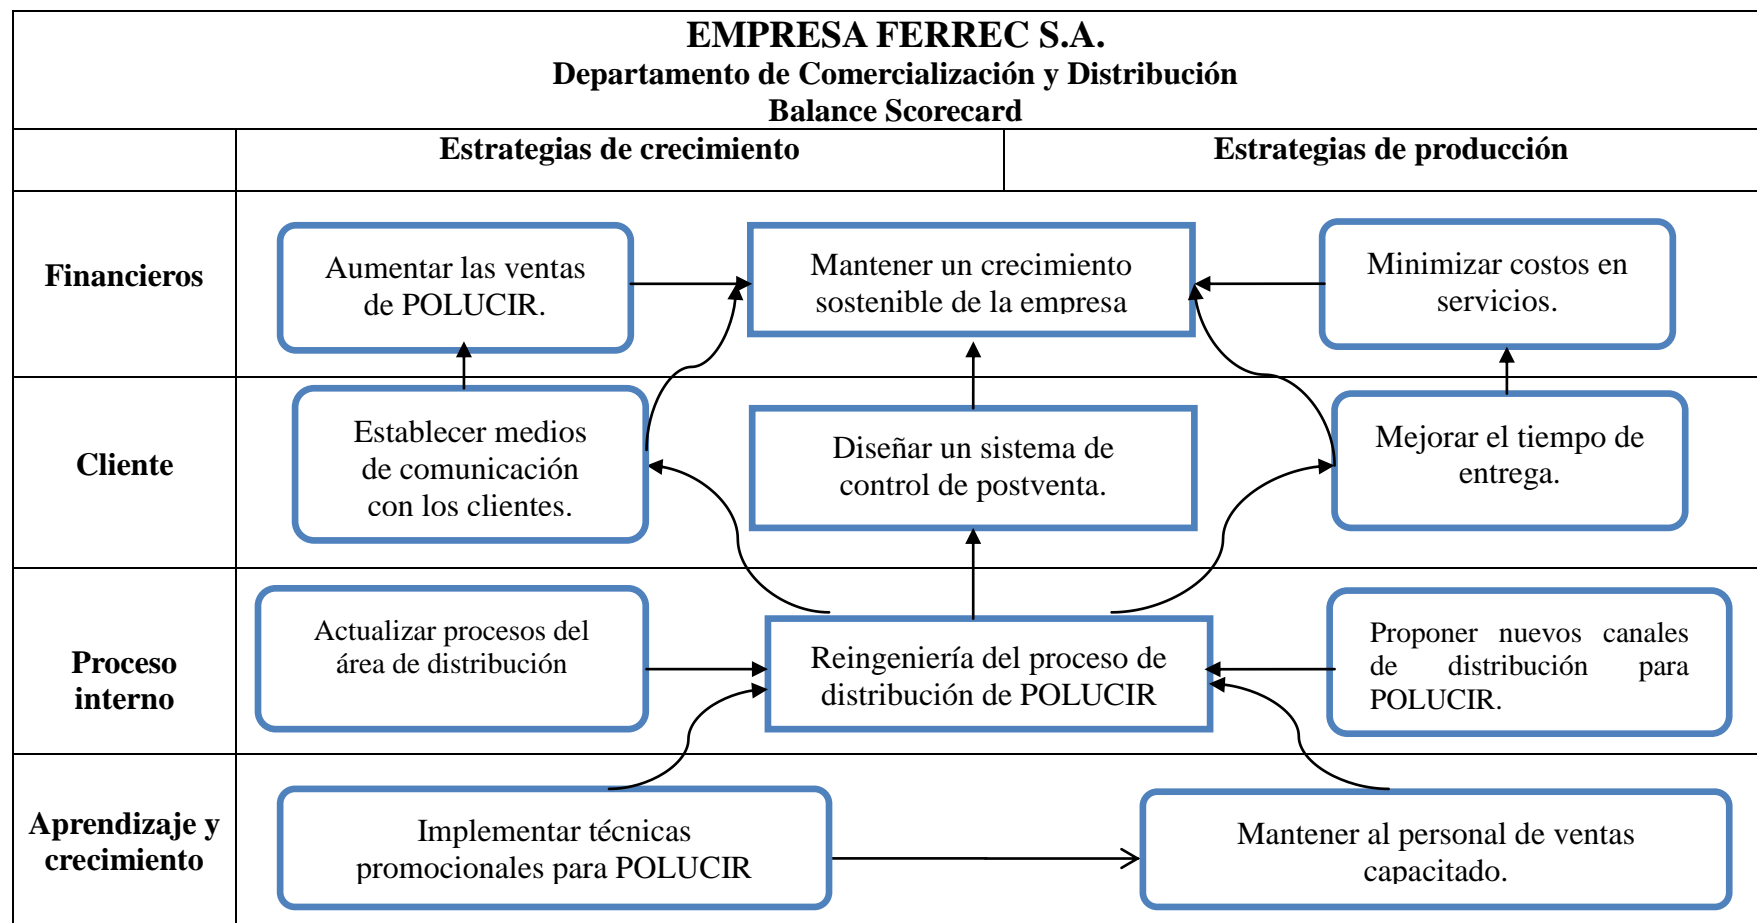 EMPRESA FERREC S.A.
Departamento de Comercialización y Distribución
Balance Scorecard
Estrategias de crecimiento
Estrategias de producción
Financieros
Aumentar las ventas
de POLUCIR.
Mantener un crecimiento
sostenible de la empresa
Minimizar costos en
servicios.
Cliente
Establecer medios
de comunicación
con los clientes.
Diseñar un sistema de
control de postventa.
Mejorar el tiempo de
entrega.
Proceso
interno
Actualizar procesos del
área de distribución
Reingeniería del proceso de
distribución de POLUCIR
Proponer nuevos canales
de distribución para
POLUCIR.
Aprendizaje y
crecimiento
Implementar técnicas
promocionales para POLUCIR
Mantener al personal de ventas
capacitado.